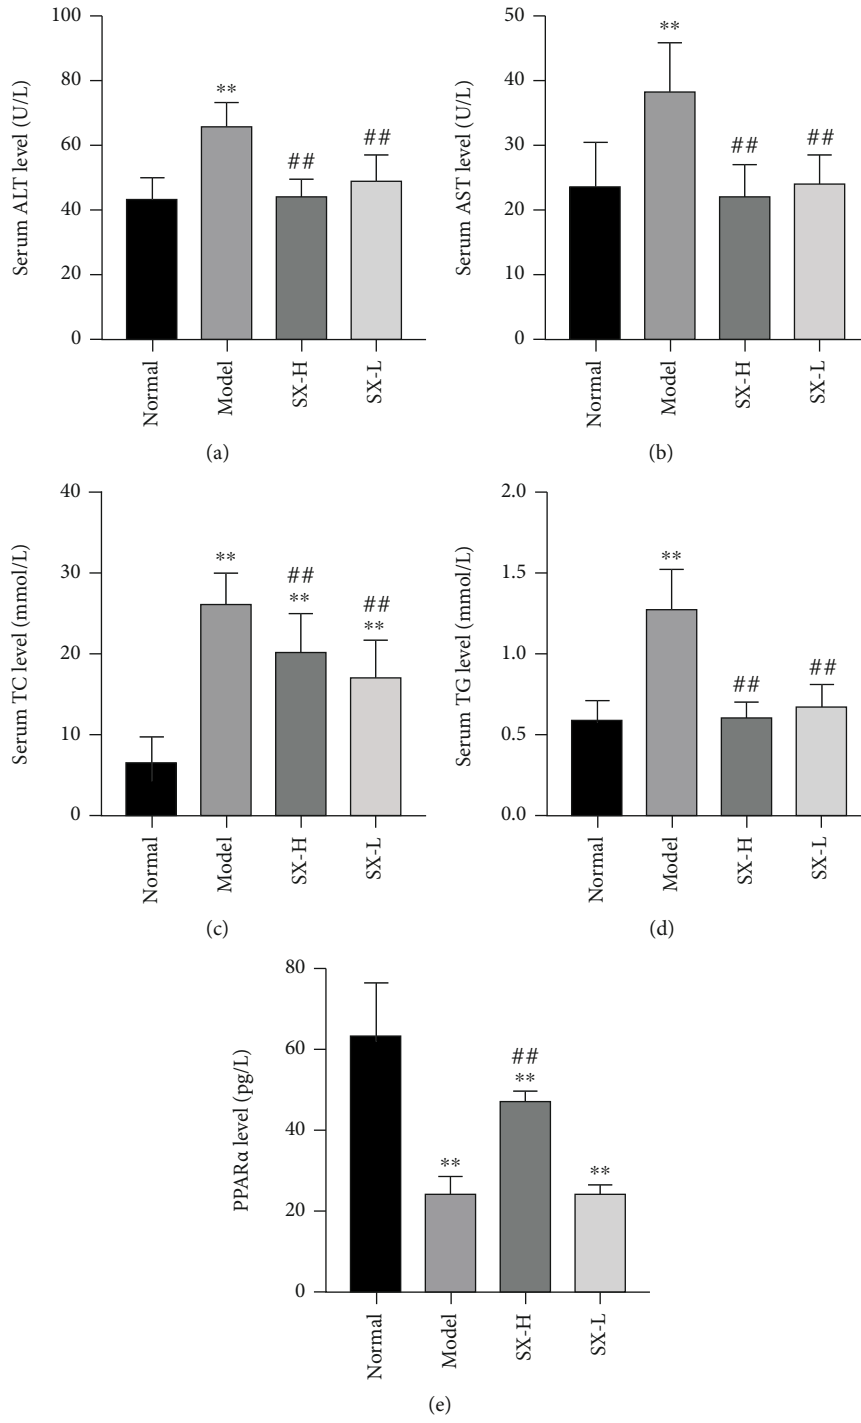 Serum ALT level (U/L)
100
80
60
40
20
0
**
##
##
Normal
Model
SX-H
SX-L
(a)
Serum AST level (U/L)
50
40
30
20
10
0
**
##
##
Normal
Model
SX-H
SX-L
(b)
Serum TC level (mmol/L)
40
30
20
10
0
**
##
**
##
**
Normal
Model
SX-H
SX-L
(c)
Serum TG level (mmol/L)
2.0
1.5
1.0
0.5
0.0
**
##
##
Normal
Model
SX-H
SX-L
(d)
PPARα level (pg/L)
80
60
40
20
0
**
##
**
**
Normal
Model
SX-H
SX-L
(e)